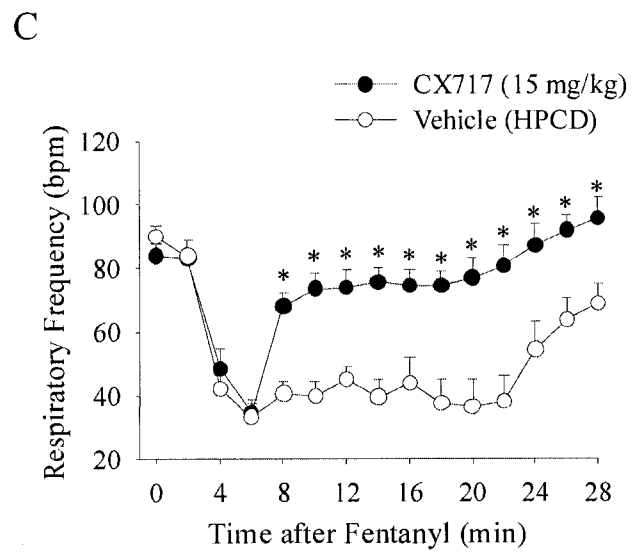 C
CX717 (15 mg/kg)
Vehicle (HPCD)
120
100
80
60
40
20
Respiratory Frequency (bpm)
* * * * * * * * * * *
0 4 8 12 16 20 24 28
Time after Fentanyl (min)